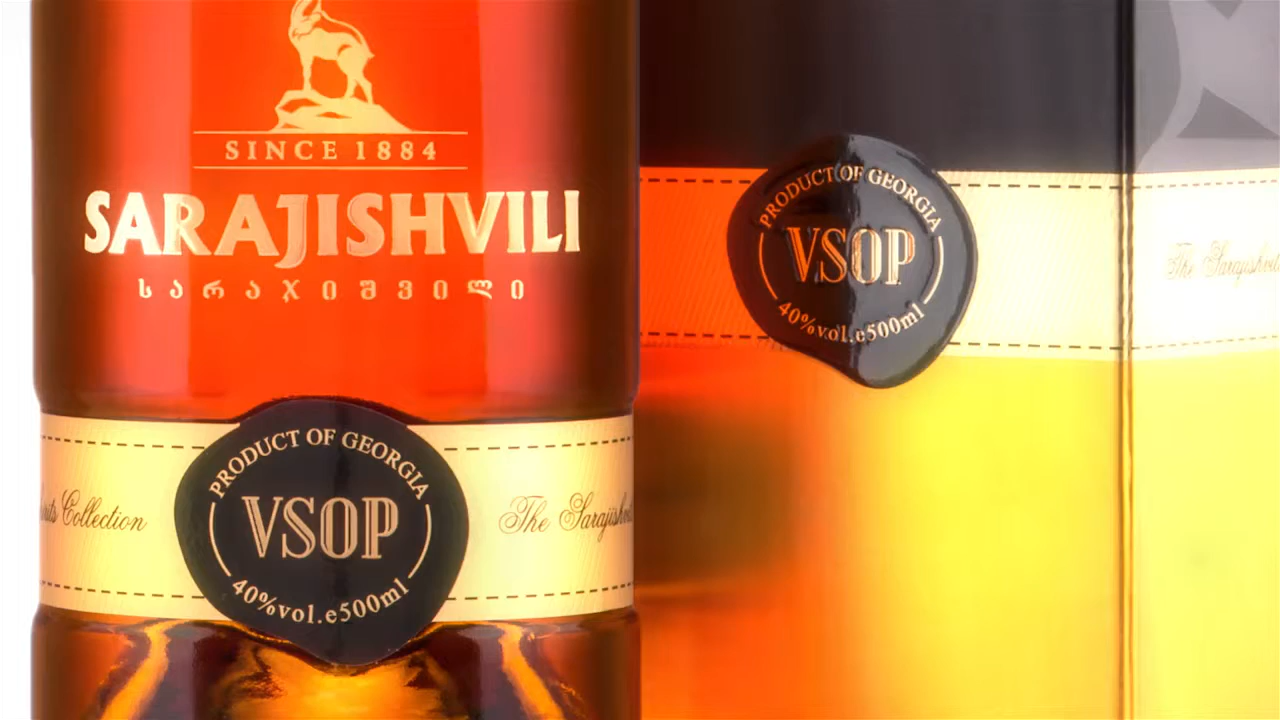 SINCE 1884
SARAJISHVILI
ᲡᲐᲠᲐᲯᲘᲨᲕᲘᲚᲘ
PRODUCT OF GEORGIA
VSOP
40%vol.e500ml
Collection
The
PRODUCT OF GEORGIA
VSOP
40%vol.e500ml
The